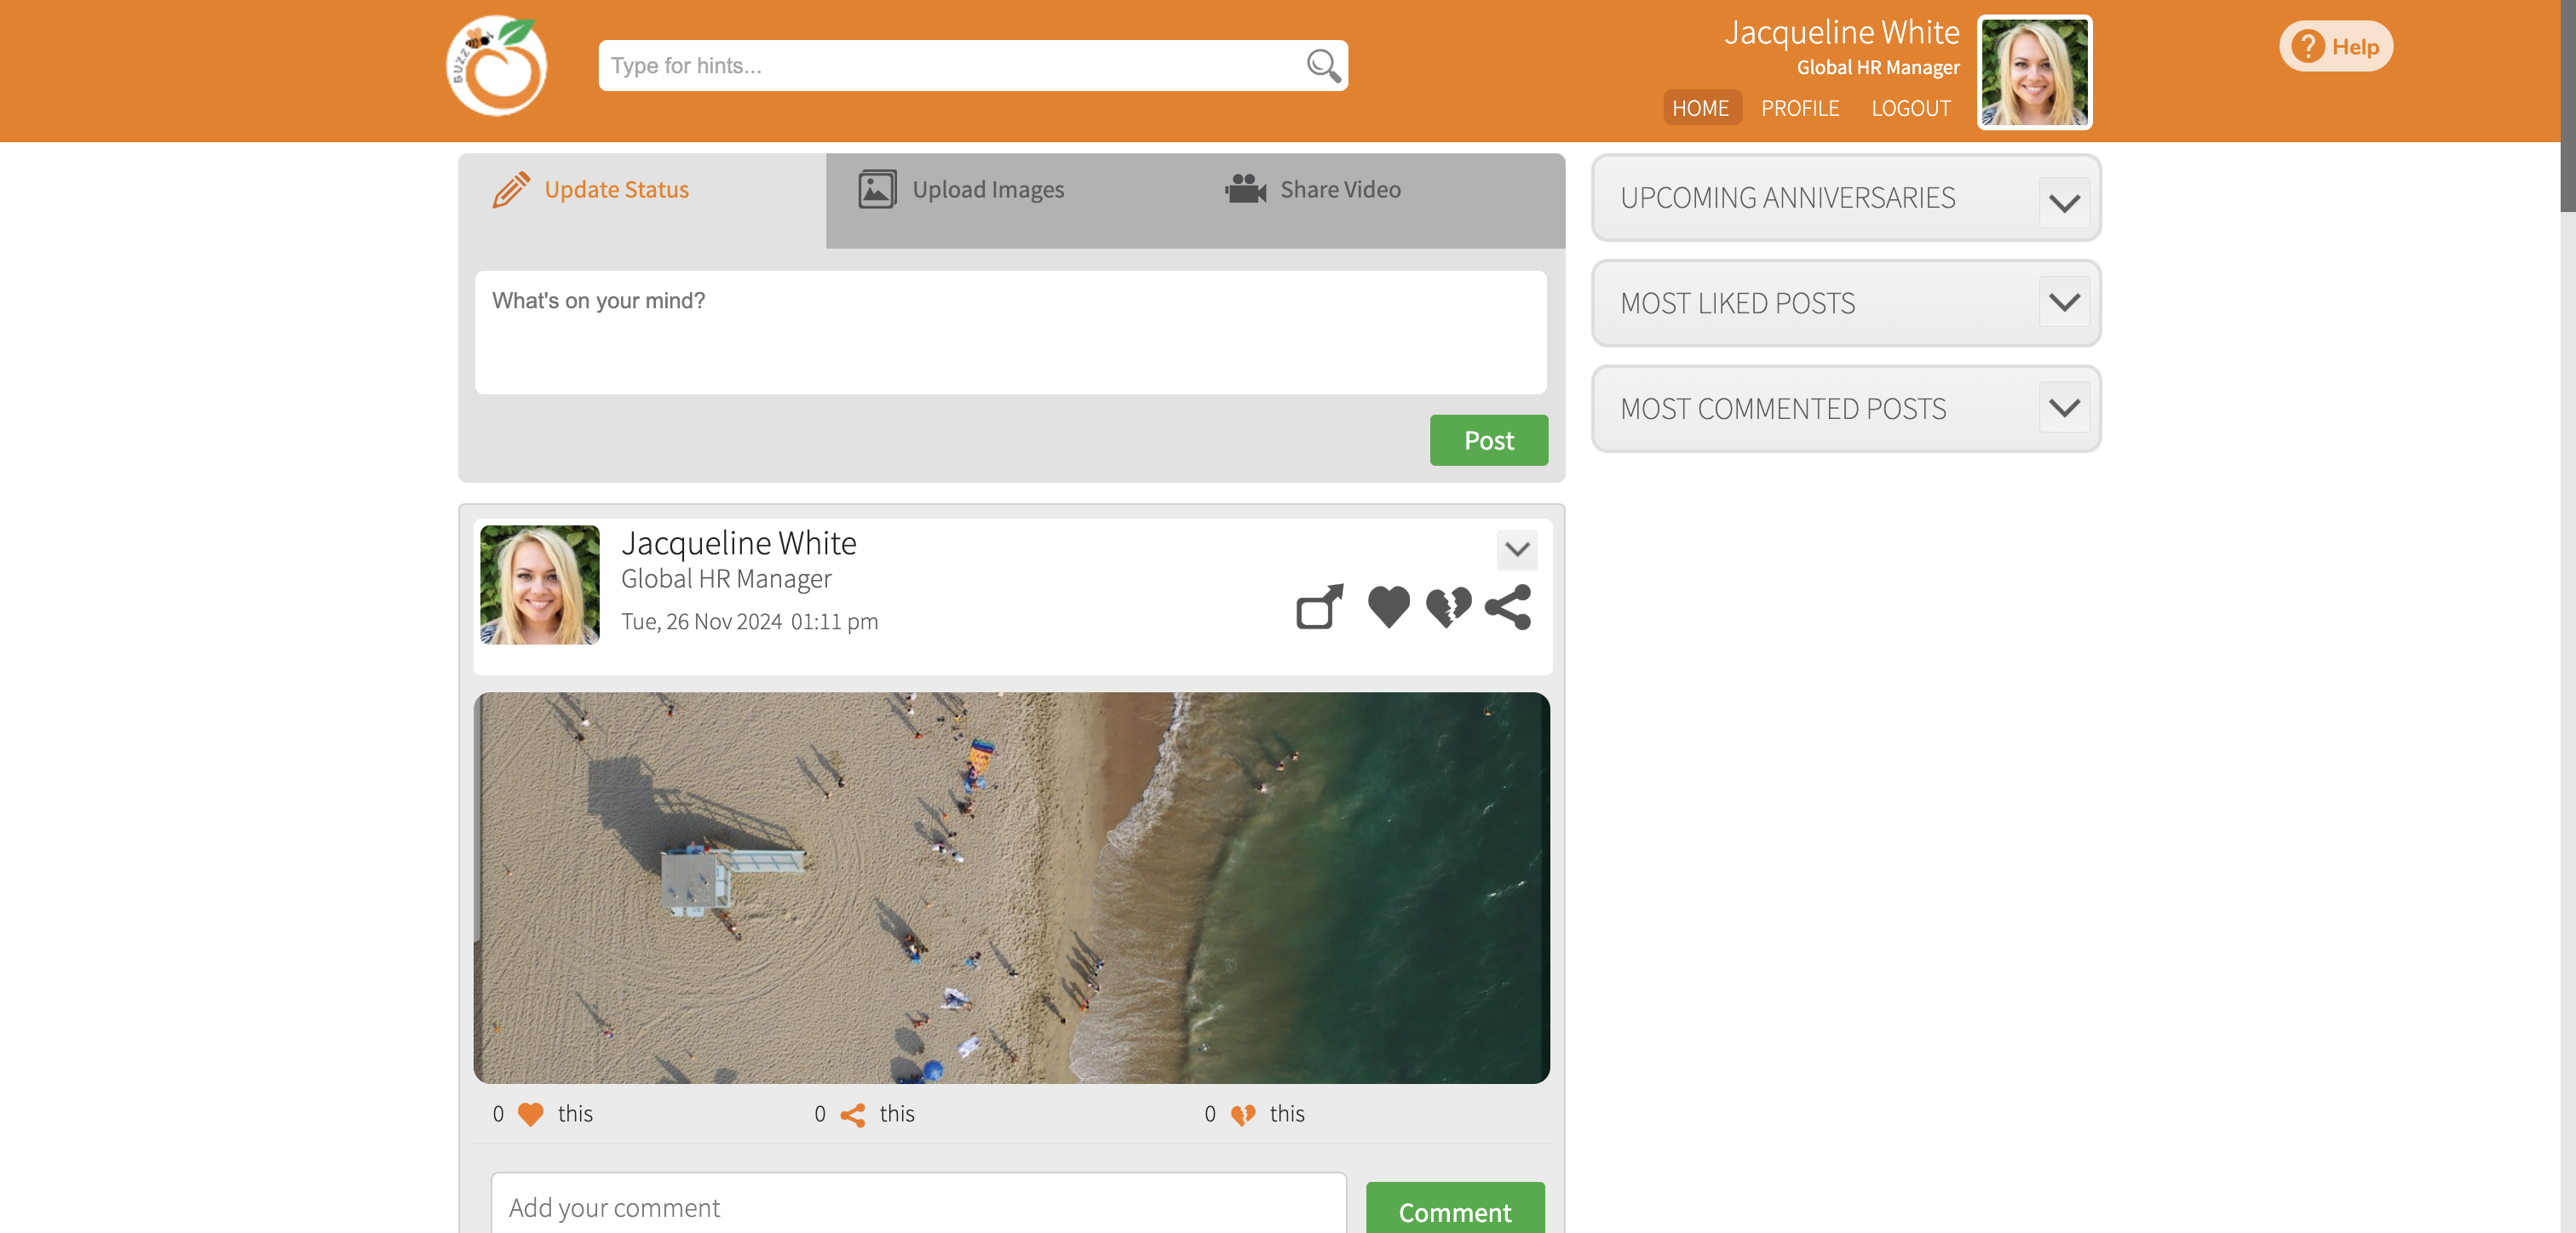 BUZZ
Type for hints...
Jacqueline White
Global HR Manager
HOME PROFILE LOGOUT
? Help
Update Status
Upload Images
Share Video
What's on your mind?
Post
UPCOMING ANNIVERSARIES
MOST LIKED POSTS
MOST COMMENTED POSTS
Jacqueline White
Global HR Manager
Tue, 26 Nov 2024 01:11 pm
0 this
0 this
0 this
Add your comment
Comment